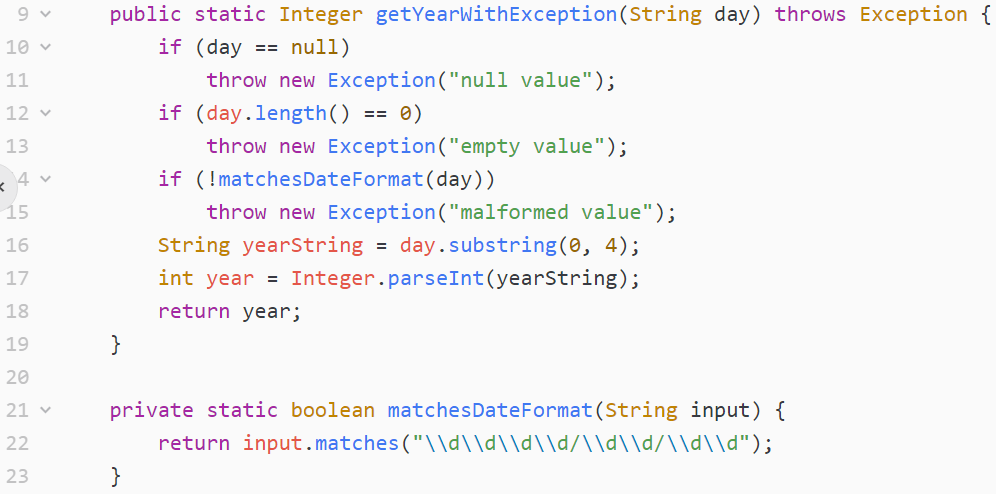 9 public static Integer getYearWithException(String day) throws Exception {
10 if (day == null)
11 throw new Exception("null value");
12 if (day.length() == 0)
13 throw new Exception("empty value");
4 if (!matchesDateFormat(day))
15 throw new Exception("malformed value");
16 String yearString = day.substring(0, 4);
17 int year = Integer.parseInt(yearString);
18 return year;
19 }
20
21 private static boolean matchesDateFormat(String input) {
22 return input.matches("\\d\\d\\d\\d/\\d\\d/\\d\\d");
23 }